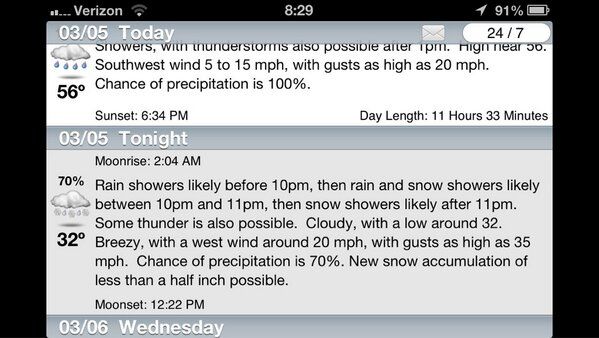 Verizon 8:29 91%
03/05 Today 24 / 7
Showers, with thunderstorms also possible after 1pm. High near 56.
Southwest wind 5 to 15 mph, with gusts as high as 20 mph.
Chance of precipitation is 100%.
56º
Sunset: 6:34 PM Day Length: 11 Hours 33 Minutes
03/05 Tonight
Moonrise: 2:04 AM
70%
Rain showers likely before 10pm, then rain and snow showers likely
between 10pm and 11pm, then snow showers likely after 11pm.
Some thunder is also possible. Cloudy, with a low around 32.
32º
Breezy, with a west wind around 20 mph, with gusts as high as 35
mph. Chance of precipitation is 70%. New snow accumulation of
less than a half inch possible.
Moonset: 12:22 PM
03/06 Wednesday